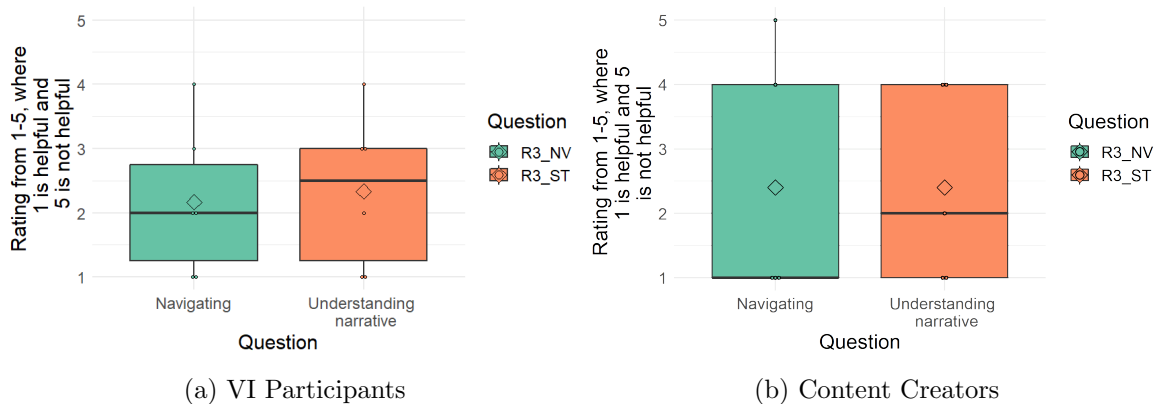 Rating from 1-5, where
1 is helpful and
5 is not helpful
5
4
3
2
1
Navigating
Understanding
narrative
Question
Question
R3_NV
R3_ST
(a) VI Participants
Rating from 1-5, where
1 is helpful and 5
is not helpful
5
4
3
2
1
Navigating
Understanding
narrative
Question
Question
R3_NV
R3_ST
(b) Content Creators